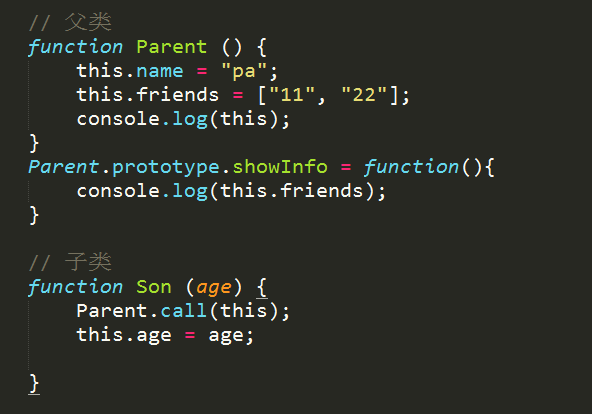 // 父类
function Parent () {
    this.name = "pa";
    this.friends = ["11", "22"];
    console.log(this);
}
Parent.prototype.showInfo = function(){
    console.log(this.friends);
}

// 子类
function Son (age) {
    Parent.call(this);
    this.age = age;

}